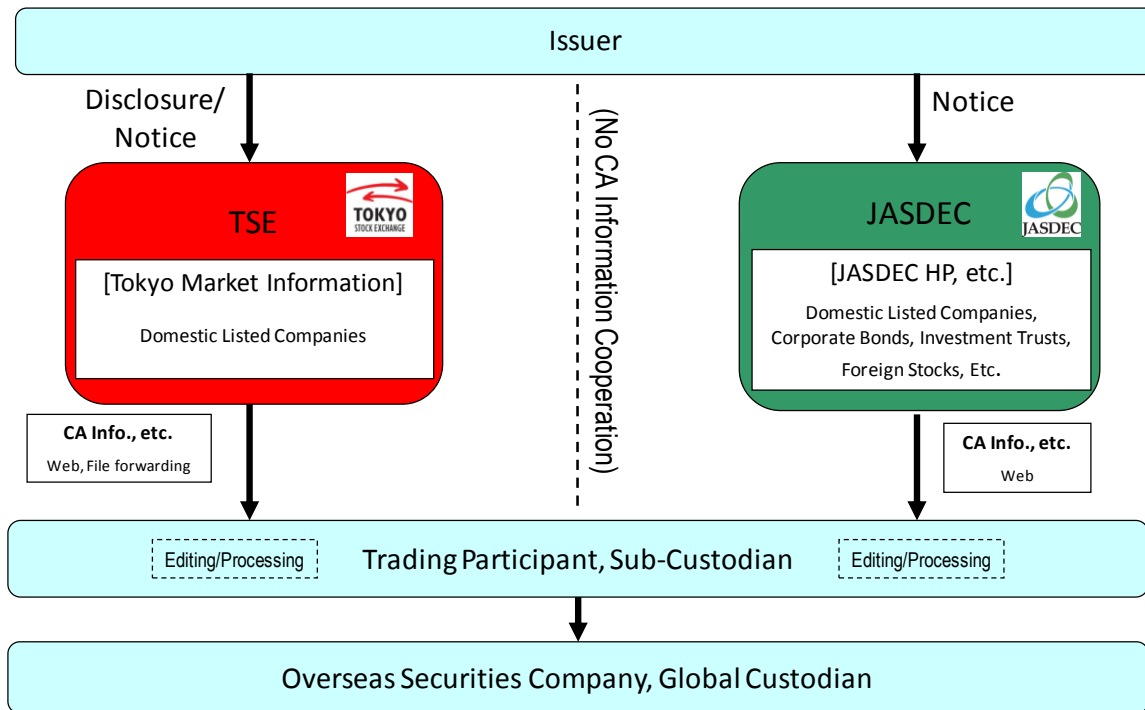 Issuer
Disclosure/
Notice
(No CA Information Cooperation)
Notice
TSE
TOKYO
STOCK EXCHANGE
[Tokyo Market Information]
Domestic Listed Companies
JASDEC
JASDEC
[JASDEC HP, etc.]
Domestic Listed Companies,
Corporate Bonds, Investment Trusts,
Foreign Stocks, Etc.
CA Info., etc.
Web, File forwarding
CA Info., etc.
Web
Editing/Processing
Trading Participant, Sub-Custodian
Editing/Processing
Overseas Securities Company, Global Custodian